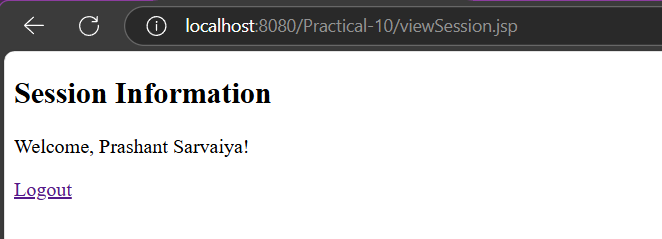 localhost:8080/Practical-10/viewSession.jsp
Session Information
Welcome, Prashant Sarvaiya!
Logout